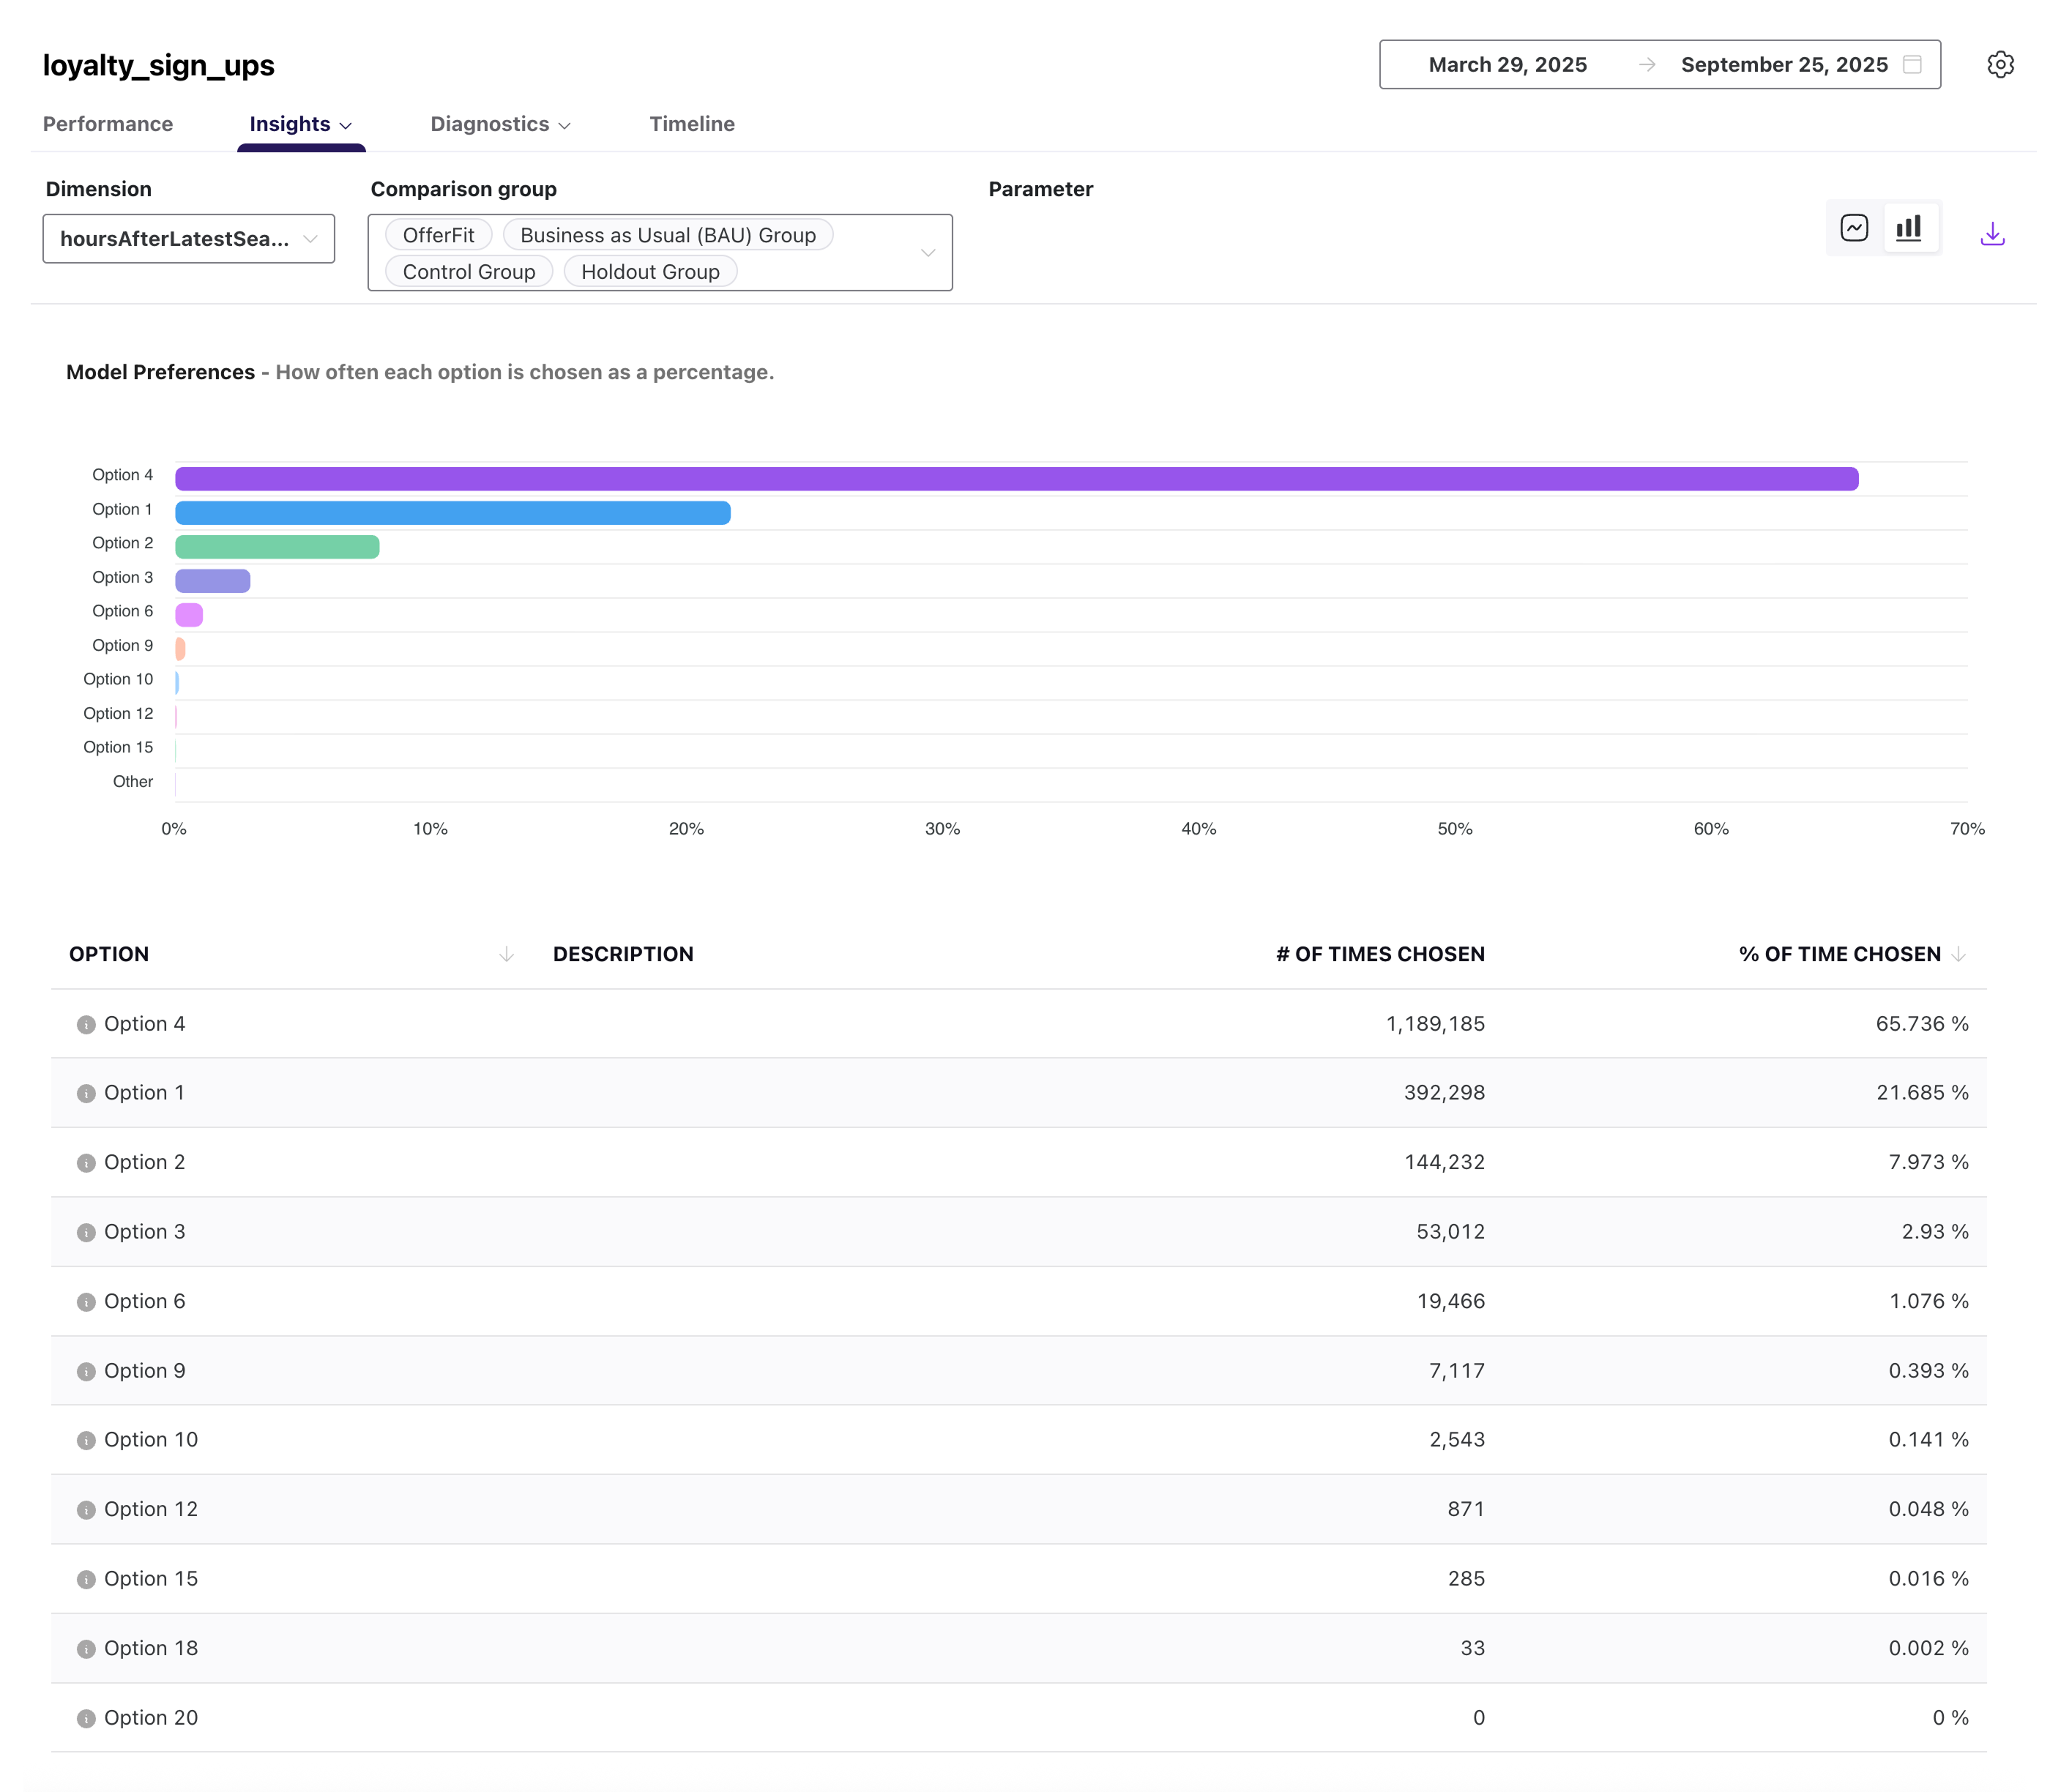 loyalty_sign_ups
March 29, 2025 → September 25, 2025
Performance Insights Diagnostics Timeline
Dimension Comparison group Parameter
hoursAfterLatestSea...
OfferFit Business as Usual (BAU) Group
Control Group Holdout Group
Model Preferences - How often each option is chosen as a percentage.
Option 4
Option 1
Option 2
Option 3
Option 6
Option 9
Option 10
Option 12
Option 15
Other
0% 10% 20% 30% 40% 50% 60% 70%
OPTION DESCRIPTION # OF TIMES CHOSEN % OF TIME CHOSEN
Option 4 1,189,185 65.736 %
Option 1 392,298 21.685 %
Option 2 144,232 7.973 %
Option 3 53,012 2.93 %
Option 6 19,466 1.076 %
Option 9 7,117 0.393 %
Option 10 2,543 0.141 %
Option 12 871 0.048 %
Option 15 285 0.016 %
Option 18 33 0.002 %
Option 20 0 0 %